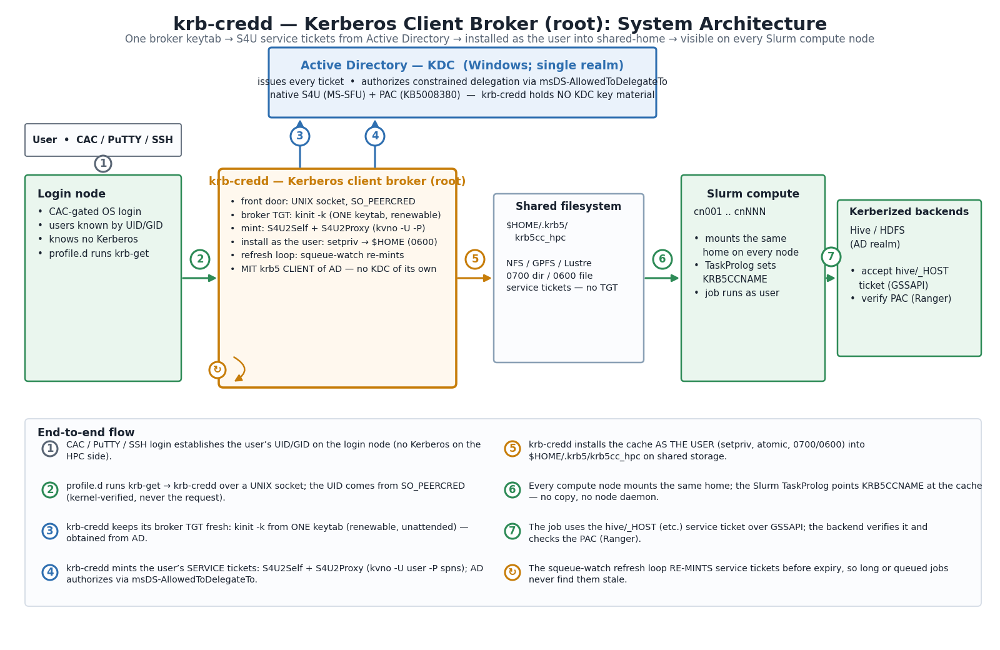 krb-credd — Kerberos Client Broker (root): System Architecture
One broker keytab → S4U service tickets from Active Directory → installed as the user into shared-home → visible on every Slurm compute node
Active Directory — KDC (Windows; single realm)
issues every ticket • authorizes constrained delegation via msDS-AllowedToDelegateTo
native S4U (MS-SFU) + PAC (KB5008380) — krb-credd holds NO KDC key material
User • CAC / PuTTY / SSH
1
3
4
Login node
• CAC-gated OS login
• users known by UID/GID
• knows no Kerberos
• profile.d runs krb-get
2
krb-credd — Kerberos client broker (root)
• front door: UNIX socket, SO_PEERCRED
• broker TGT: kinit -k (ONE keytab, renewable)
• mint: S4U2Self + S4U2Proxy (kvno -U -P)
• install as the user: setpriv → $HOME (0600)
• refresh loop: squeue-watch re-mints
• MIT krb5 CLIENT of AD — no KDC of its own
↻
5
Shared filesystem
$HOME/.krb5/
krb5cc_hpc
NFS / GPFS / Lustre
0700 dir / 0600 file
service tickets — no TGT
6
Slurm compute
cn001 .. cnNNN
• mounts the same
home on every node
• TaskProlog sets
KRB5CCNAME
• job runs as user
7
Kerberized backends
Hive / HDFS
(AD realm)
• accept hive/_HOST
ticket (GSSAPI)
• verify PAC (Ranger)
End-to-end flow
1 CAC / PuTTY / SSH login establishes the user’s UID/GID on the login node (no Kerberos on the
HPC side).
2 profile.d runs krb-get → krb-credd over a UNIX socket; the UID comes from SO_PEERCRED
(kernel-verified, never the request).
3 krb-credd keeps its broker TGT fresh: kinit -k from ONE keytab (renewable, unattended) —
obtained from AD.
4 krb-credd mints the user’s SERVICE tickets: S4U2Self + S4U2Proxy (kvno -U user -P spns); AD
authorizes via msDS-AllowedToDelegateTo.
5 krb-credd installs the cache AS THE USER (setpriv, atomic, 0700/0600) into
$HOME/.krb5/krb5cc_hpc on shared storage.
6 Every compute node mounts the same home; the Slurm TaskProlog points KRB5CCNAME at the cache
— no copy, no node daemon.
7 The job uses the hive/_HOST (etc.) service ticket over GSSAPI; the backend verifies it and
checks the PAC (Ranger).
↻ The squeue-watch refresh loop RE-MINTS service tickets before expiry, so long or queued jobs
never find them stale.